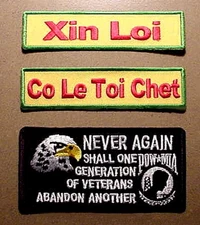 Xin Loi
Co Le Toi Chet
NEVER AGAIN
SHALL ONE
GENERATION
OF VETERANS
ABANDON ANOTHER
POW★MIA